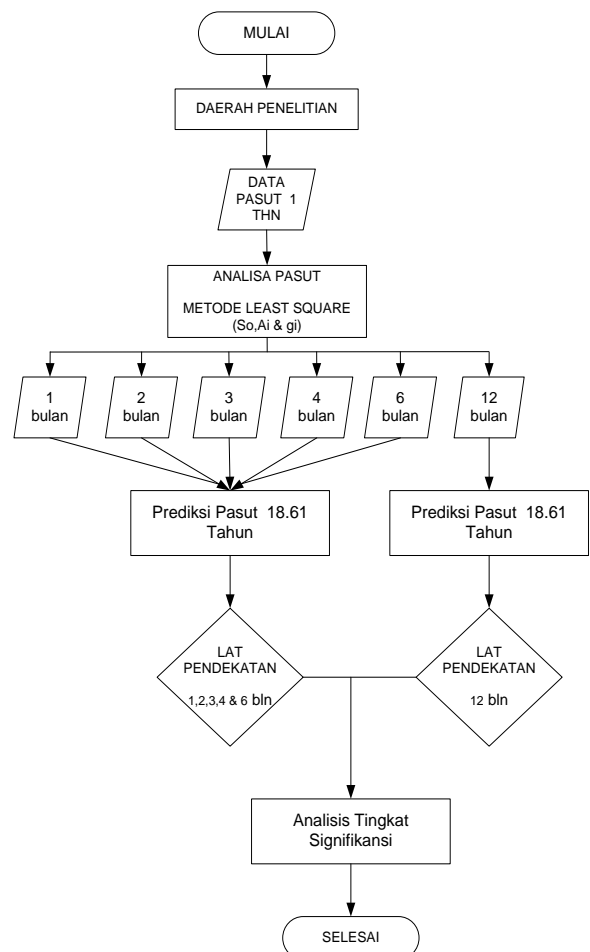 MULAI
DAERAH PENELITIAN
DATA
PASUT 1
THN
ANALISA PASUT
METODE LEAST SQUARE
(So,Ai & gi)
1
bulan
2
bulan
3
bulan
4
bulan
6
bulan
12
bulan
Prediksi Pasut 18.61
Tahun
Prediksi Pasut 18.61
Tahun
LAT
PENDEKATAN
1,2,3,4 & 6 bln
LAT
PENDEKATAN
12 bln
Analisis Tingkat
Signifikansi
SELESAI